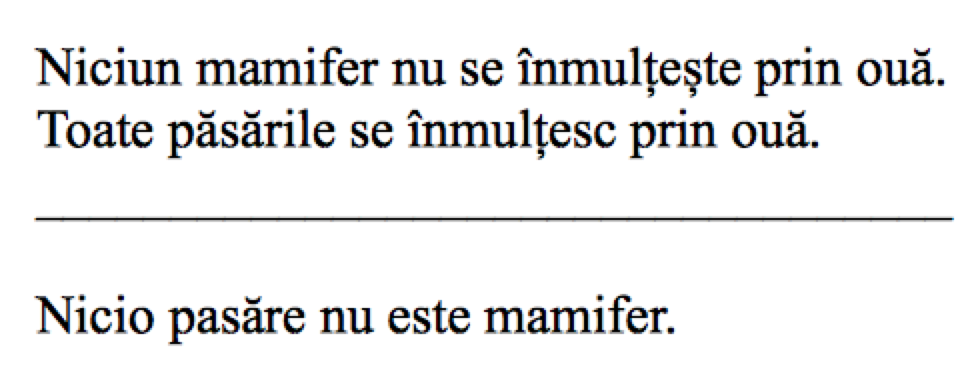 Niciun mamifer nu se înmulțește prin ouă.
Toate păsările se înmulțesc prin ouă.
Nicio pasăre nu este mamifer.